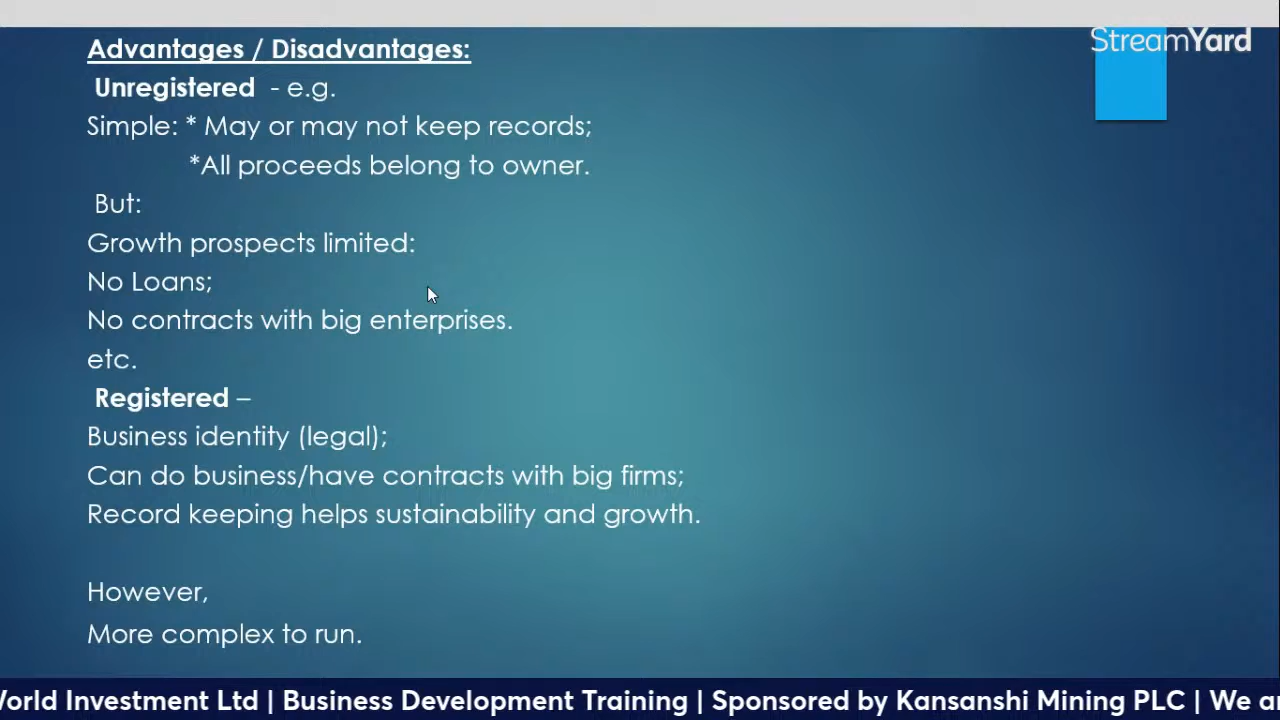 StreamYard
Advantages / Disadvantages:
Unregistered - e.g.
Simple: * May or may not keep records;
*All proceeds belong to owner.
But:
Growth prospects limited:
No Loans;
No contracts with big enterprises.
etc.
Registered –
Business identity (legal);
Can do business/have contracts with big firms;
Record keeping helps sustainability and growth.
However,
More complex to run.
Investment Ltd | Business Development Training | Sponsored by Kansanshi Mining PLC | We